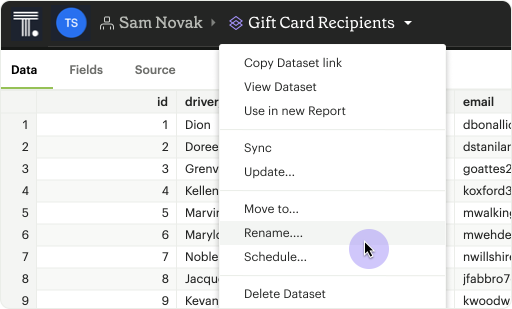 T.
TS Sam Novak Gift Card Recipients
Data Fields Source
Copy Dataset link
View Dataset
Use in new Report
Sync
Update...
Move to...
Rename....
Schedule...
Delete Dataset
id driver email
1 1 Dion dbonallic
2 2 Doree dstanilan
3 3 Grenv goattes2
4 4 Kellen koxford3
5 5 Marvin mwalking
6 6 Marylo mwehde
7 7 Noble nwillshire
8 8 Jacque jfabbro7
9 9 Kevan kwoodw